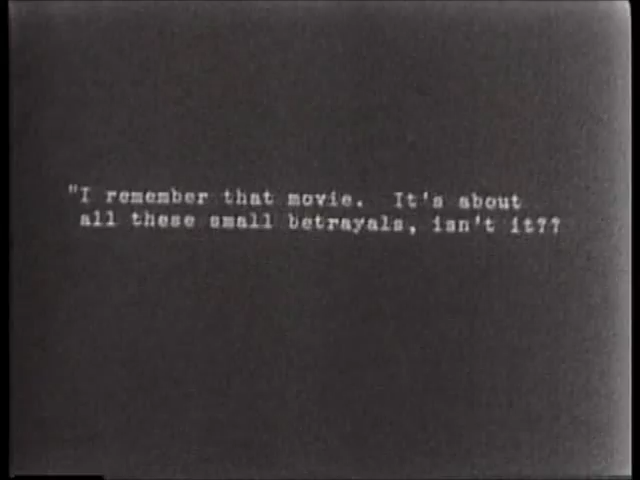 "I remember that movie.  It's about
all these small betrayals, isn't it??